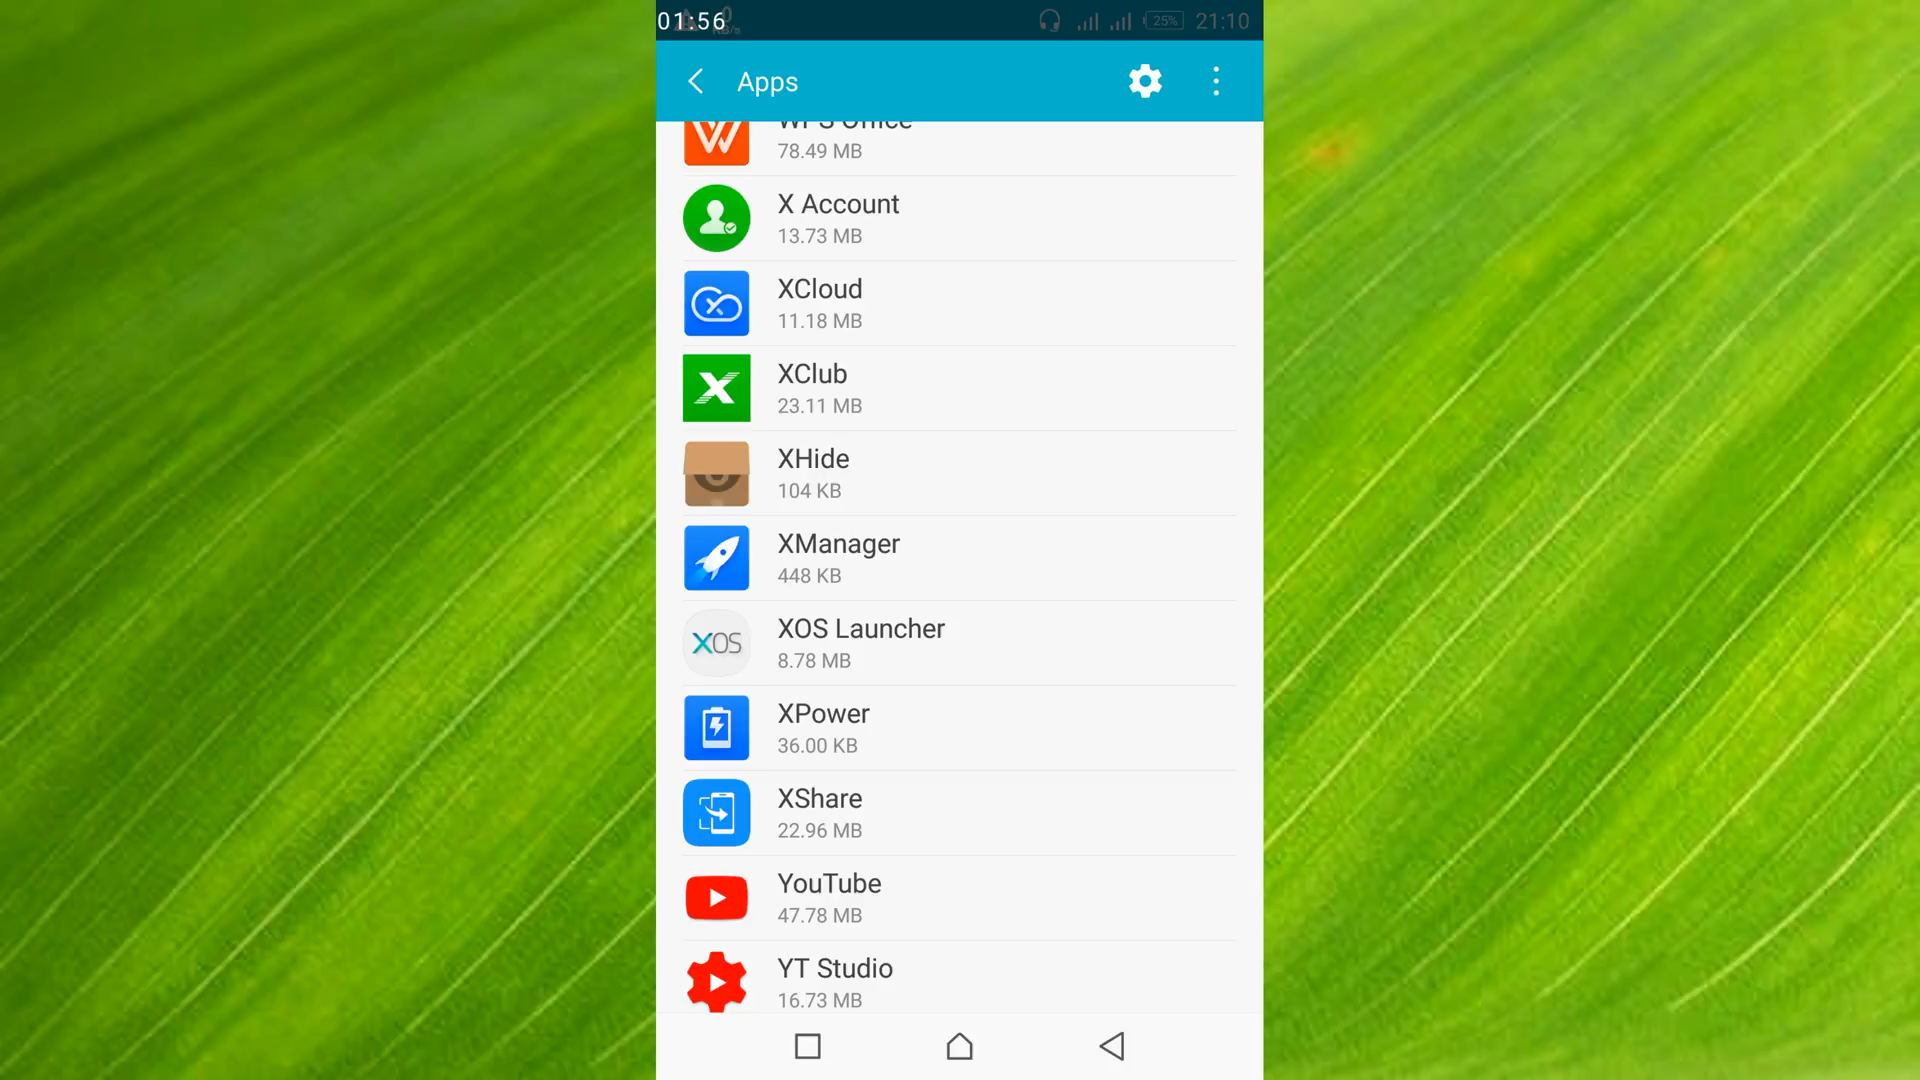 01:56
25%
21:10
Apps
WPS Office
78.49 MB
X Account
13.73 MB
XCloud
11.18 MB
XClub
23.11 MB
XHide
104 KB
XManager
448 KB
XOS
XOS Launcher
8.78 MB
XPower
36.00 KB
XShare
22.96 MB
YouTube
47.78 MB
YT Studio
16.73 MB